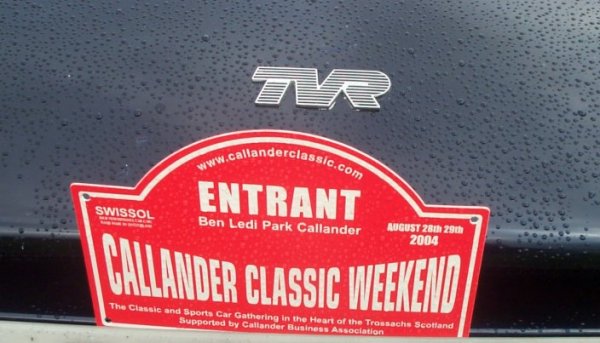 TVR
www.callanderclassic.com
ENTRANT
Ben Ledi Park Callander
SWISSOL
AUGUST 28th 29th
2004
CALLANDER CLASSIC WEEKEND
The Classic and Sports Car Gathering in the Heart of the Trossachs Scotland
Supported by Callander Business Association